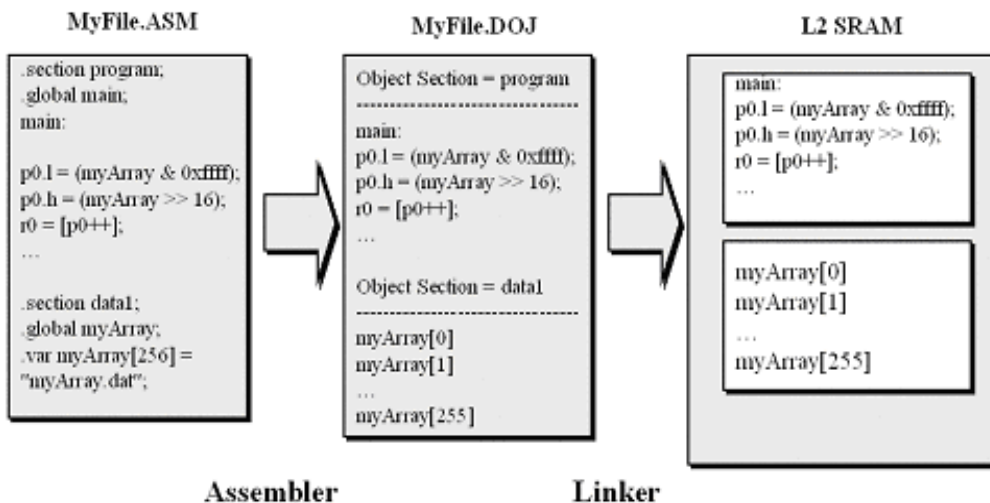 MyFile.ASM
.section program;
.global main;
main:
p0.l = (myArray & 0xffff);
p0.h = (myArray >> 16);
r0 = [p0++];
…
.section data1;
.global myArray;
.var myArray[256] =
"myArray.dat";
MyFile.DOJ
Object Section = program
---------------------------------
main:
p0.l = (myArray & 0xffff);
p0.h = (myArray >> 16);
r0 = [p0++];
…
Object Section = data1
---------------------------------
myArray[0]
myArray[1]
…
myArray[255]
L2 SRAM
main:
p0.l = (myArray & 0xffff);
p0.h = (myArray >> 16);
r0 = [p0++];
…
myArray[0]
myArray[1]
…
myArray[255]
Assembler
Linker